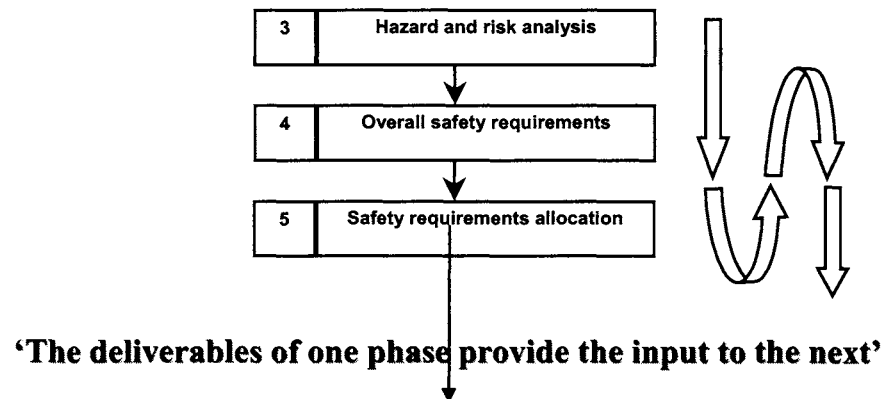 3 Hazard and risk analysis
4 Overall safety requirements
5 Safety requirements allocation
‘The deliverables of one phase provide the input to the next’